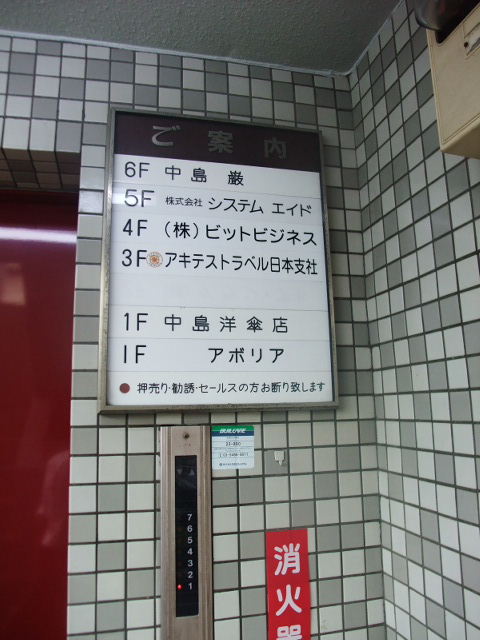 ご案内
6F 中島 巌
5F 株式会社 システム エイド
4F (株)ビットビジネス
3F アキテストラベル日本支社
1F 中島洋傘店
1F アボリア
● 押売り・勧誘・セールスの方お断り致します
7
6
5
4
3
2
1
消火器